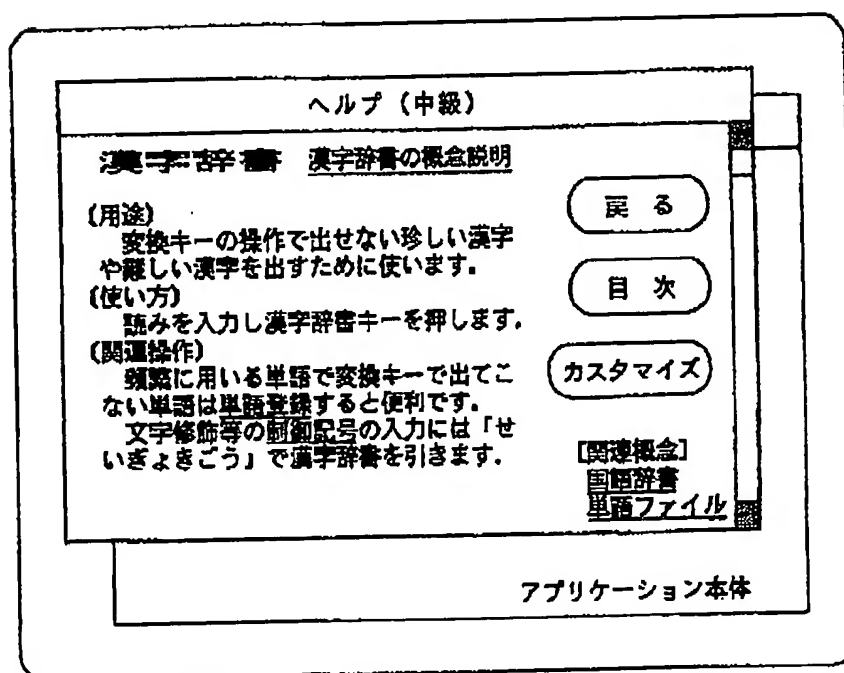 ヘルプ（中級）
漢字辞書 漢字辞書の概念説明
(用途)
変換キーの操作で出せない珍しい漢字
や難しい漢字を出すために使います.
(使い方)
読みを入力し漢字辞書キーを押します.
(関連操作)
頻繁に用いる単語で変換キーで出てこ
ない単語は単語登録すると便利です.
文字修飾等の制御記号の入力には「せ
いぎょきごう」で漢字辞書を引きます.
戻る
目次
カスタマイズ
[関連概念]
国語辞書
単語ファイル
アプリケーション本体